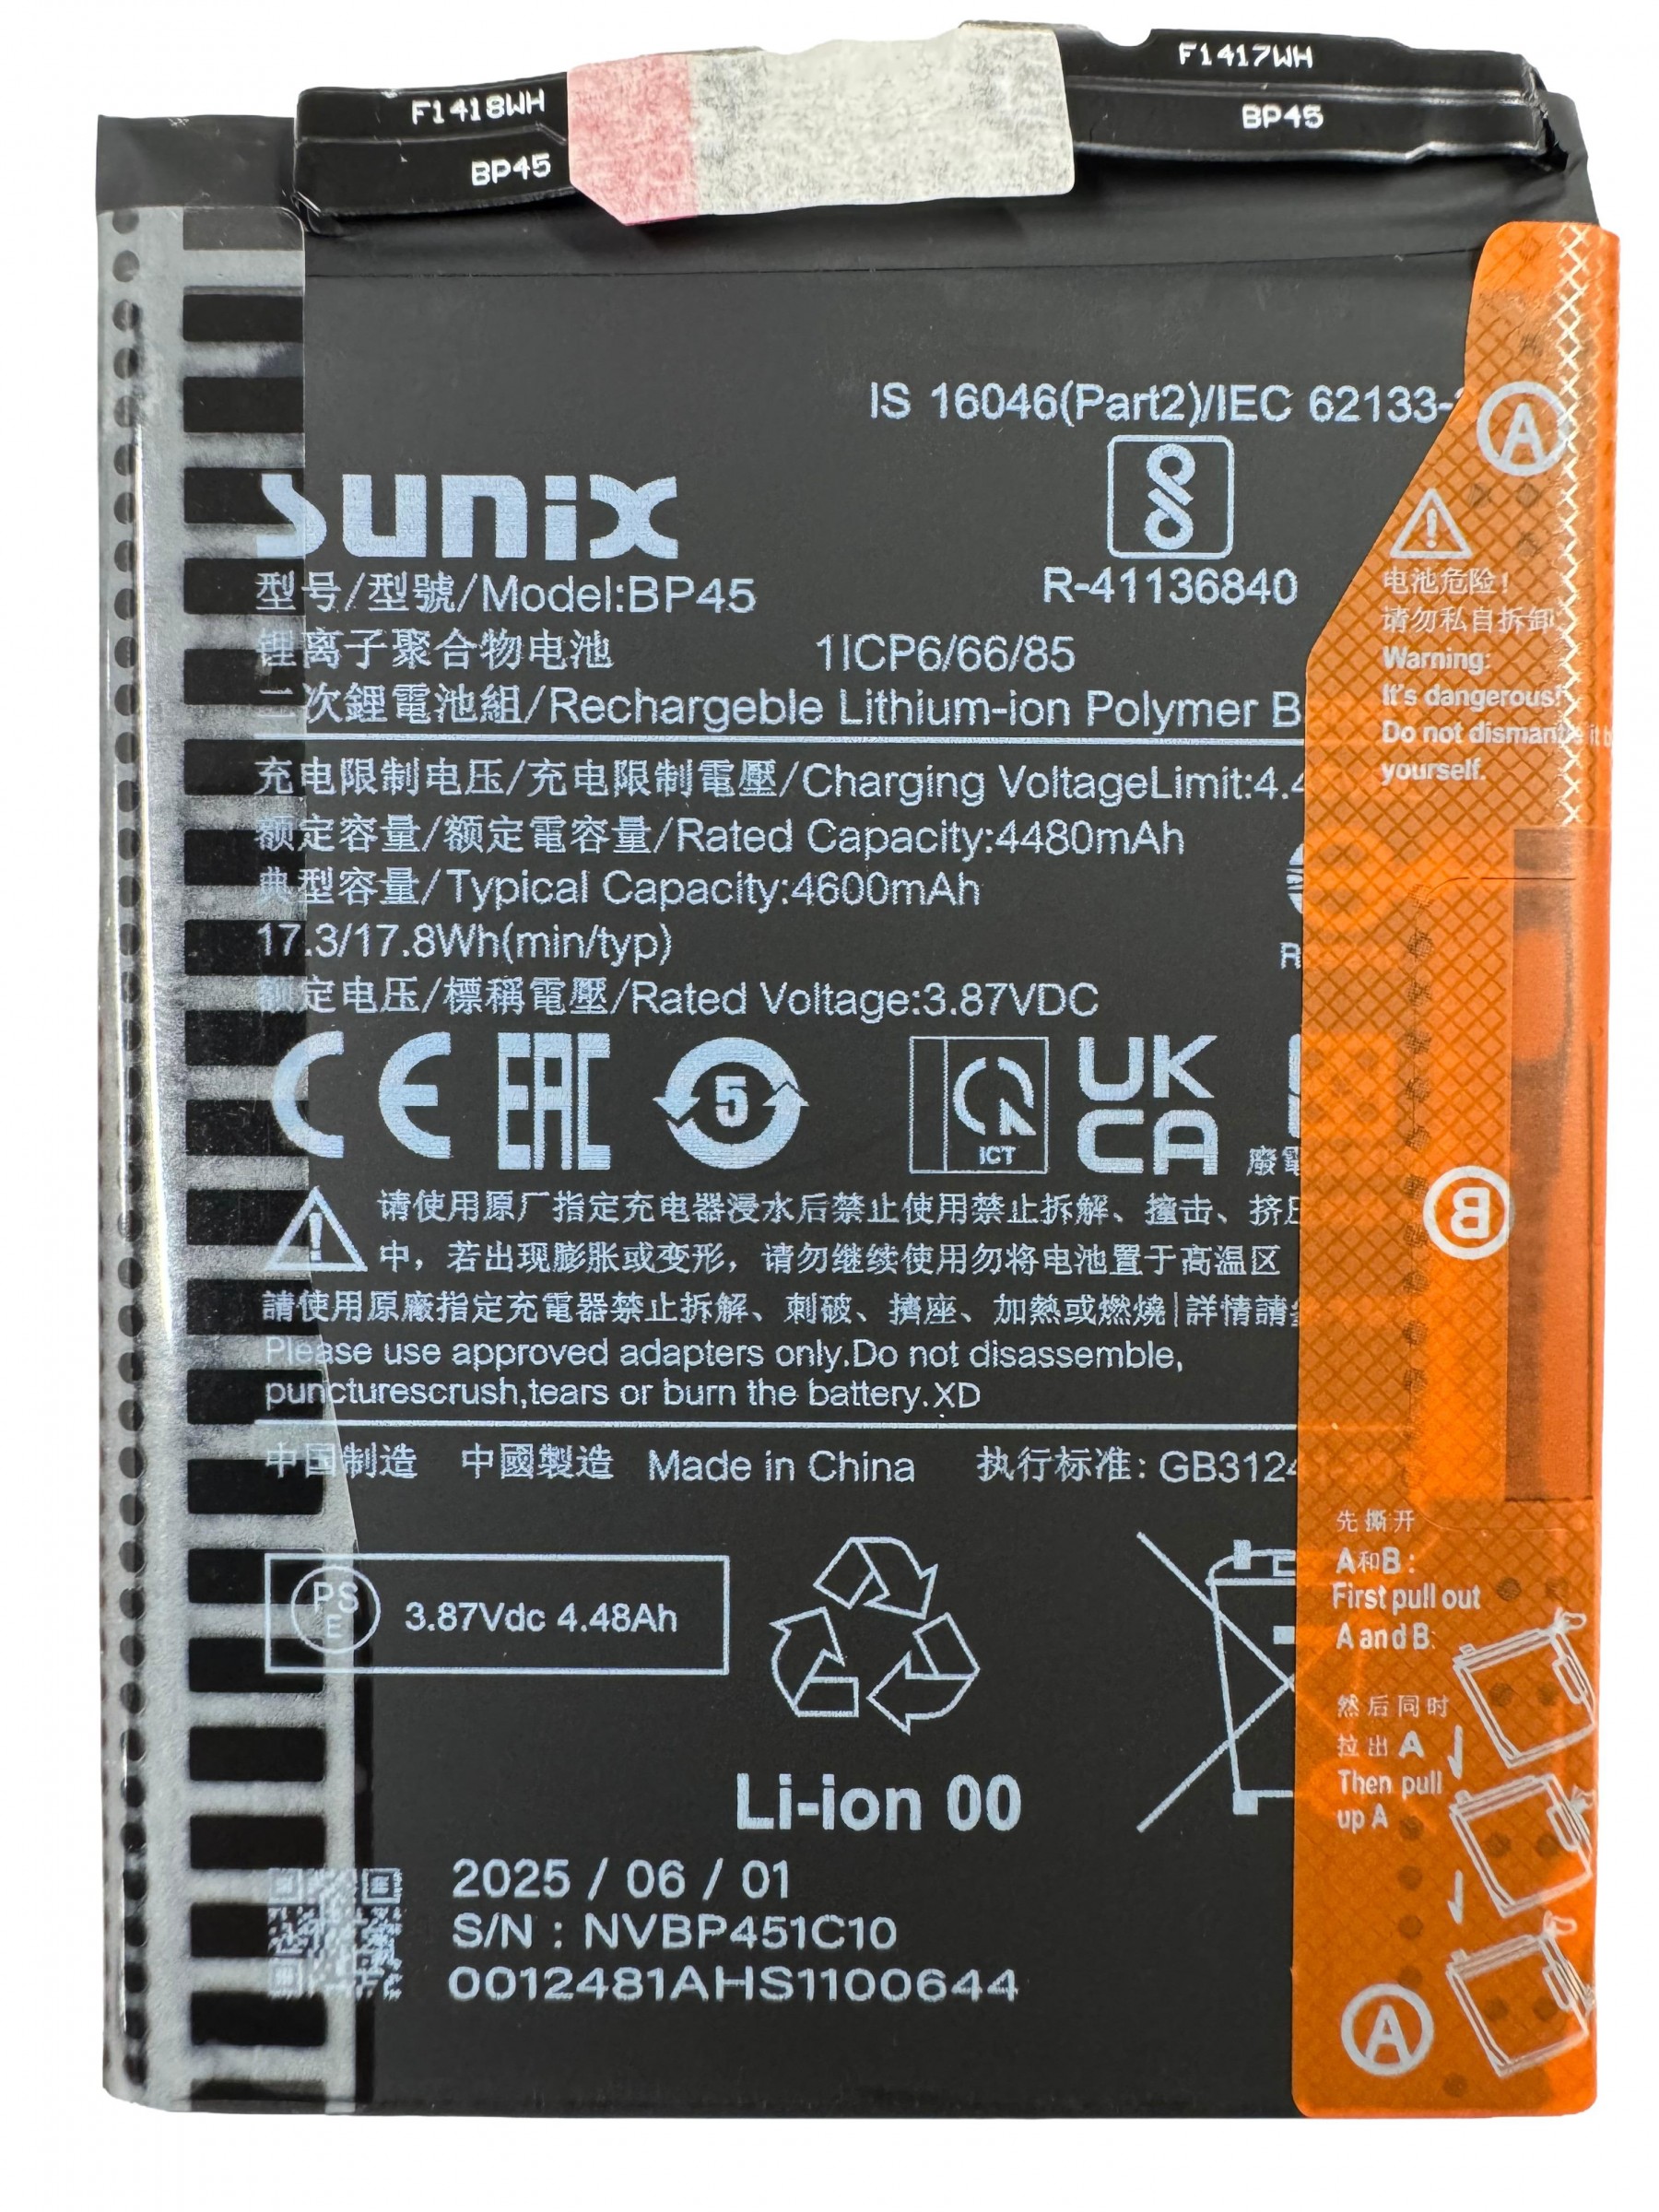 F1418WH
BP45
F1417WH
BP45
IS 16046(Part2)/IEC 62133-
sunix
R-41136840
型号/型號/Model:BP45
锂离子聚合物电池 1ICP6/66/85
二次鋰電池組/Rechargeble Lithium-ion Polymer B
充电限制电压/充电限制電壓/Charging VoltageLimit:4.4
额定容量/额定電容量/Rated Capacity:4480mAh
典型容量/Typical Capacity:4600mAh
17.3/17.8Wh(min/typ)
R
额定电压/標稱電壓/Rated Voltage:3.87VDC
CE EAC 5 ICT UK
CA
廢電
请使用原厂指定充电器浸水后禁止使用禁止拆解、撞击、挤压
中，若出现膨胀或变形，请勿继续使用勿将电池置于高温区
請使用原廠指定充電器禁止拆解、刺破、擠座、加熱或燃燒|詳情請
Please use approved adapters only.Do not disassemble,
puncturescrush,tears or burn the battery.XD
中国制造 中國製造 Made in China 执行标准: GB3124
PS
E
3.87Vdc 4.48Ah
Li-ion 00
2025 / 06 / 01
S/N : NVBP451C10
0012481AHS1100644
A
电池危险!
请勿私自拆卸
Warning:
It's dangerous!
Do not dismantle it b
yourself.
B
先撕开
A和B:
First pull out
A and B:
然后同时
拉出 A
Then pull
up A
A